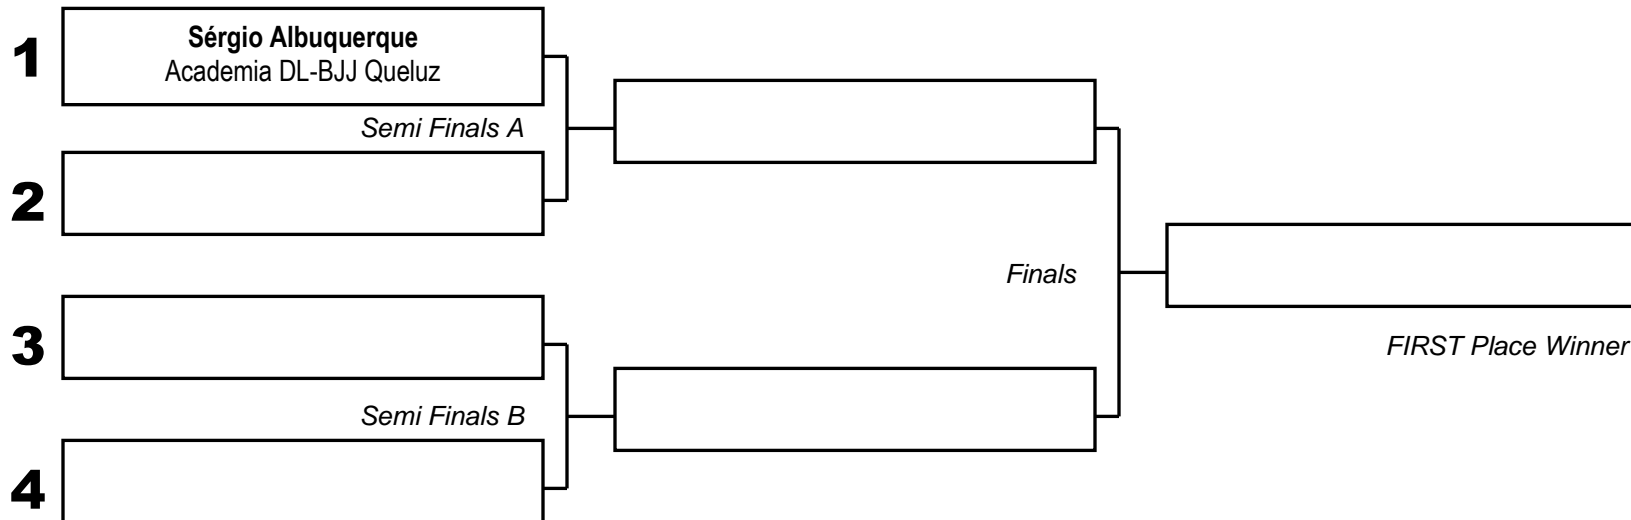 1
Sérgio Albuquerque
Academia DL-BJJ Queluz
Semi Finals A
2
Finals
3
FIRST Place Winner
Semi Finals B
4